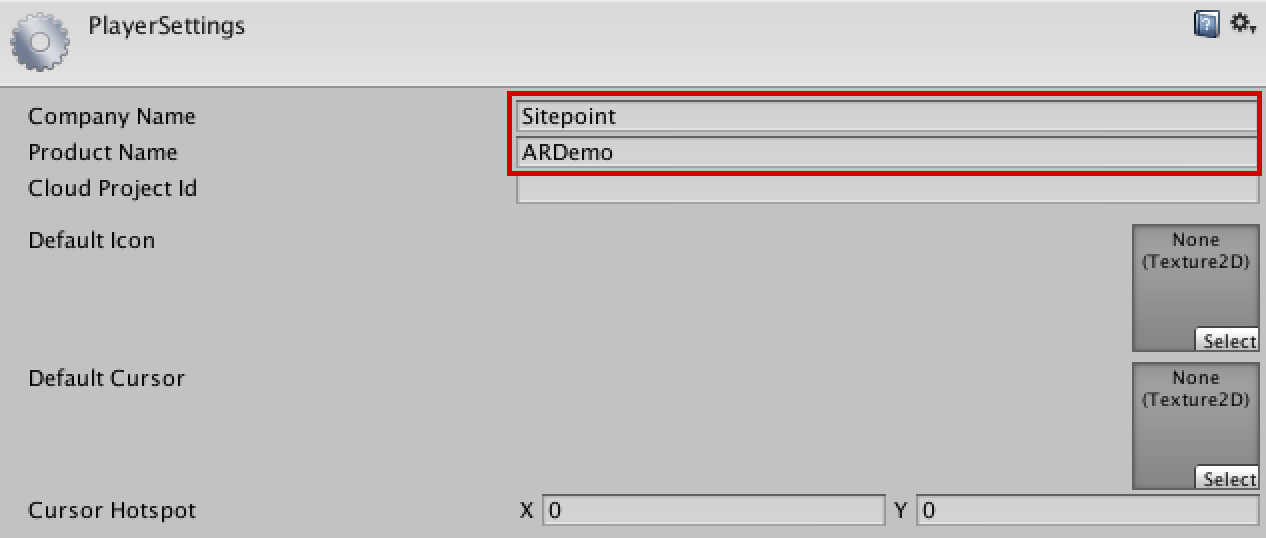 PlayerSettings
Company Name Sitepoint
Product Name ARDemo
Cloud Project Id
Default Icon
None
(Texture2D)
Select
Default Cursor
None
(Texture2D)
Select
Cursor Hotspot X 0 Y 0